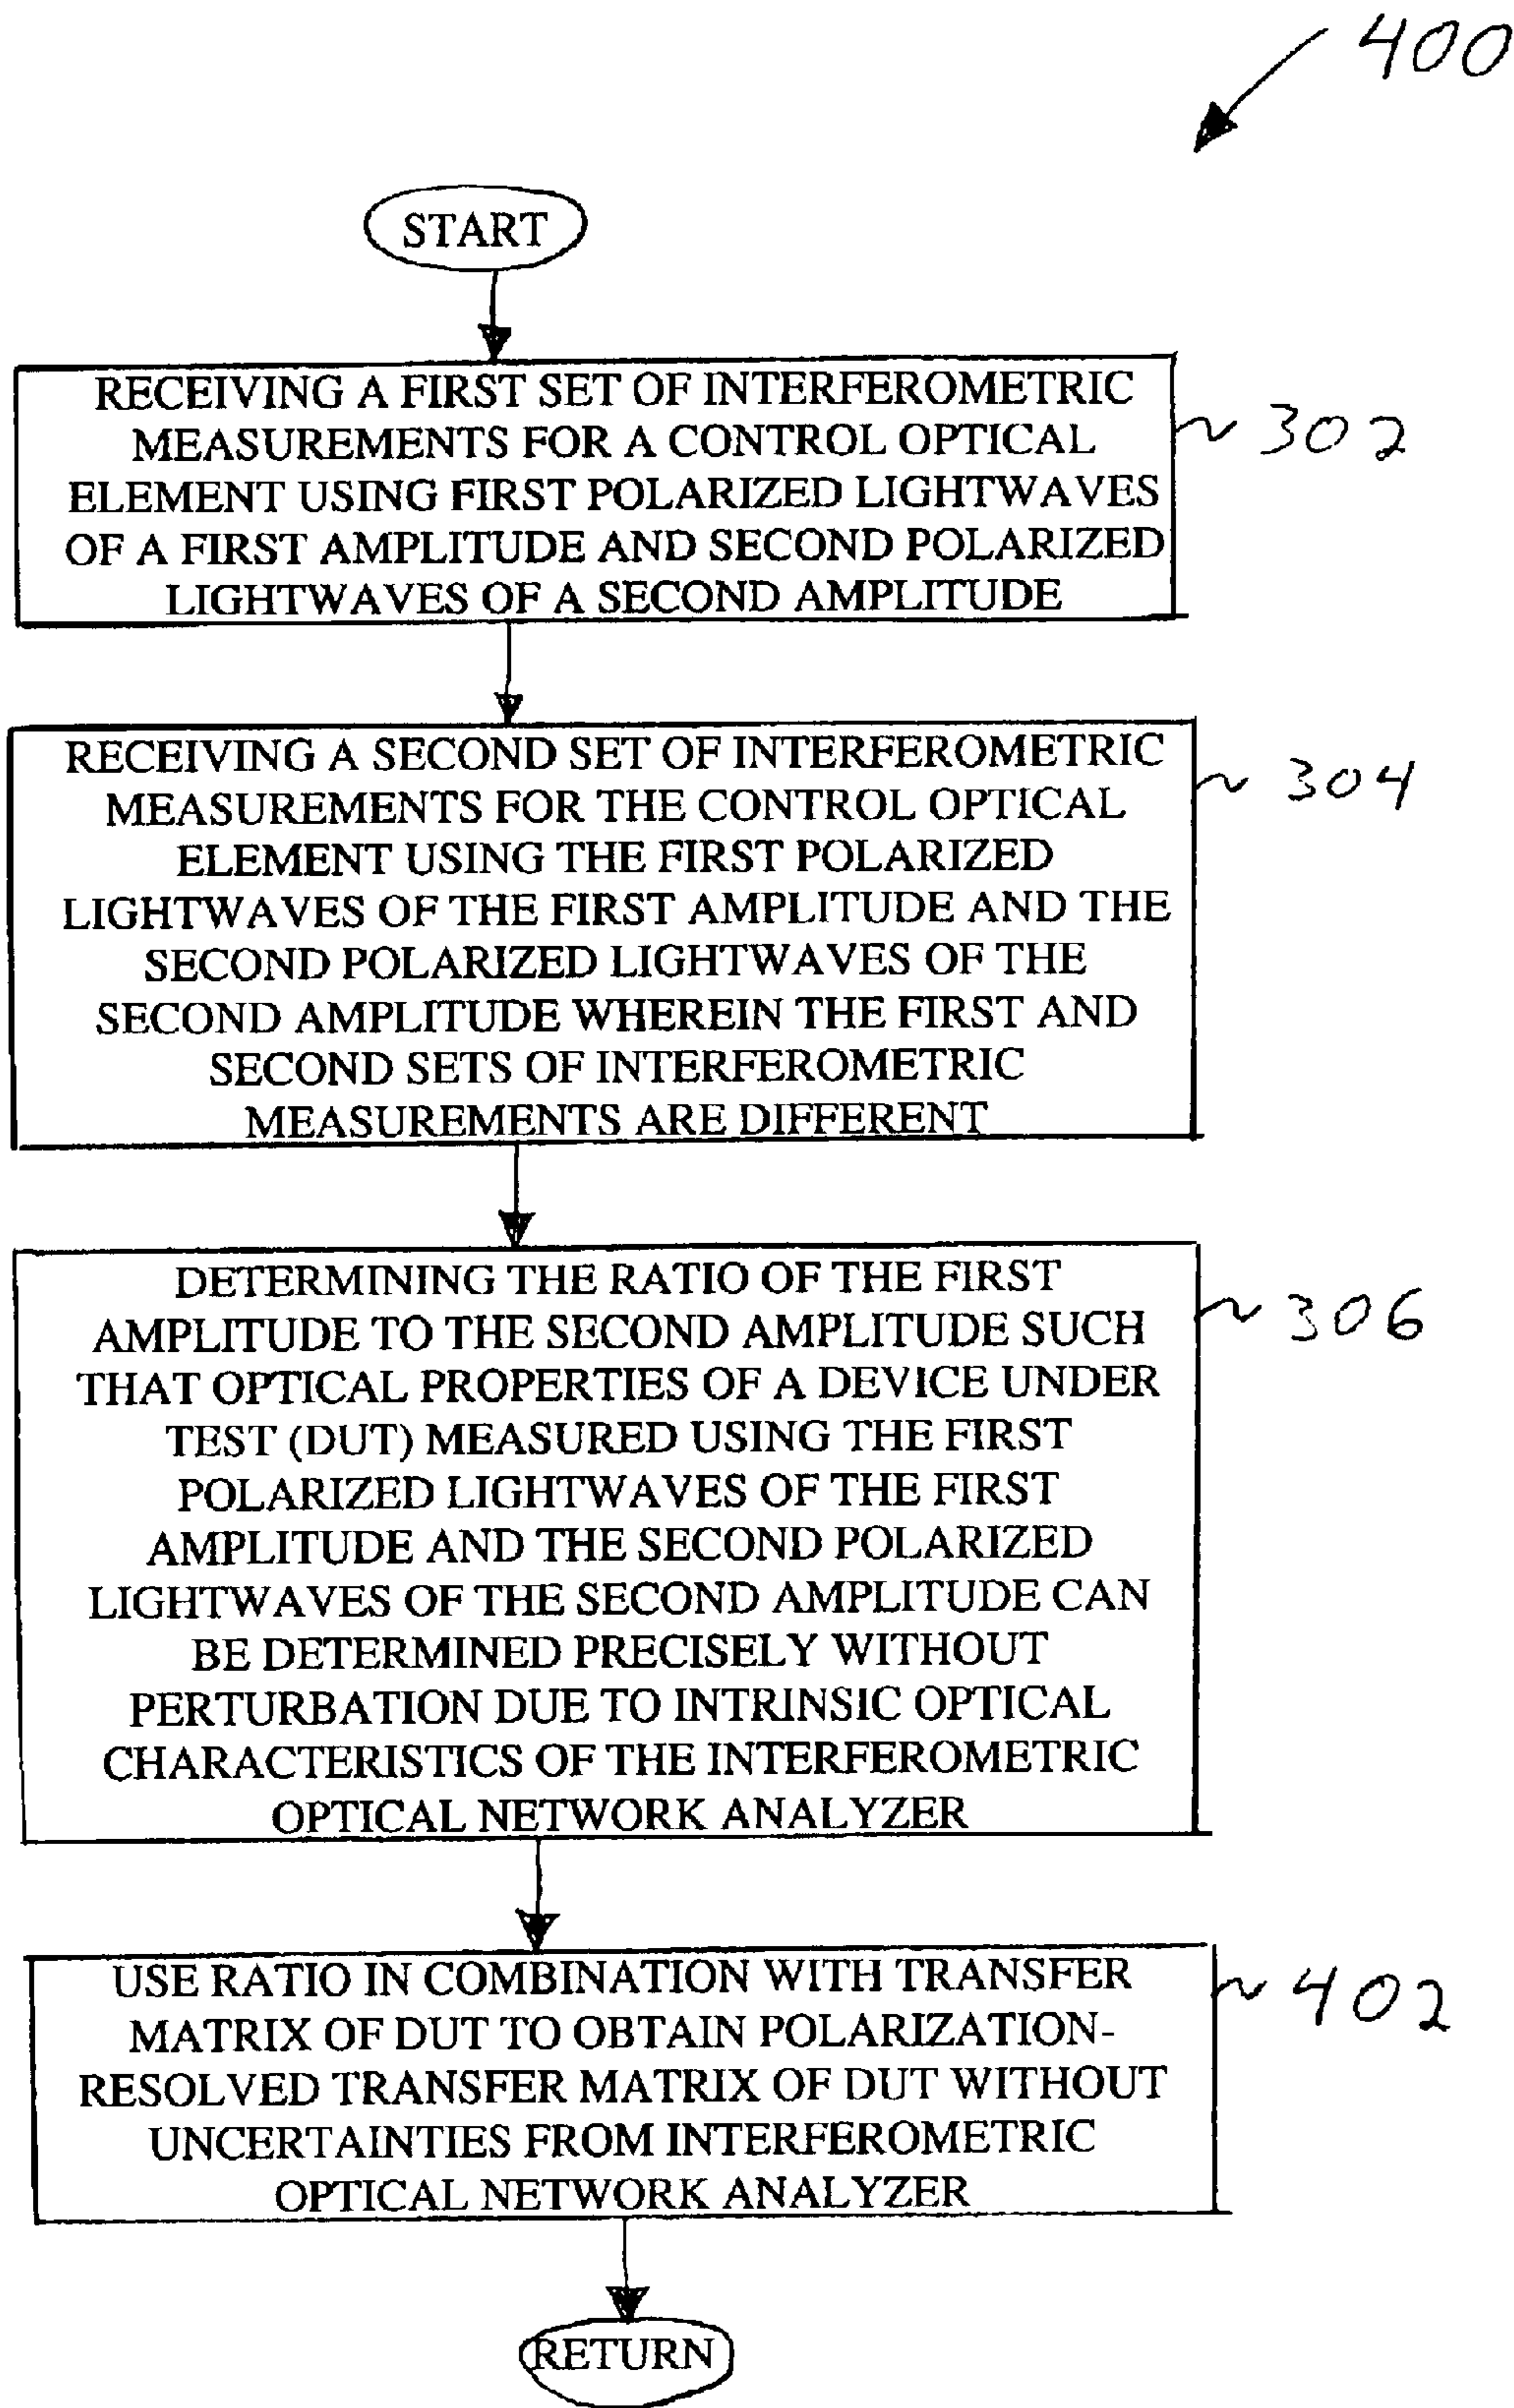 400
START
RECEIVING A FIRST SET OF INTERFEROMETRIC
MEASUREMENTS FOR A CONTROL OPTICAL
ELEMENT USING FIRST POLARIZED LIGHTWAVES
OF A FIRST AMPLITUDE AND SECOND POLARIZED
LIGHTWAVES OF A SECOND AMPLITUDE
302
RECEIVING A SECOND SET OF INTERFEROMETRIC
MEASUREMENTS FOR THE CONTROL OPTICAL
ELEMENT USING THE FIRST POLARIZED
LIGHTWAVES OF THE FIRST AMPLITUDE AND THE
SECOND POLARIZED LIGHTWAVES OF THE
SECOND AMPLITUDE WHEREIN THE FIRST AND
SECOND SETS OF INTERFEROMETRIC
MEASUREMENTS ARE DIFFERENT
304
DETERMINING THE RATIO OF THE FIRST
AMPLITUDE TO THE SECOND AMPLITUDE SUCH
THAT OPTICAL PROPERTIES OF A DEVICE UNDER
TEST (DUT) MEASURED USING THE FIRST
POLARIZED LIGHTWAVES OF THE FIRST
AMPLITUDE AND THE SECOND POLARIZED
LIGHTWAVES OF THE SECOND AMPLITUDE CAN
BE DETERMINED PRECISELY WITHOUT
PERTURBATION DUE TO INTRINSIC OPTICAL
CHARACTERISTICS OF THE INTERFEROMETRIC
OPTICAL NETWORK ANALYZER
306
USE RATIO IN COMBINATION WITH TRANSFER
MATRIX OF DUT TO OBTAIN POLARIZATION-
RESOLVED TRANSFER MATRIX OF DUT WITHOUT
UNCERTAINTIES FROM INTERFEROMETRIC
OPTICAL NETWORK ANALYZER
402
RETURN